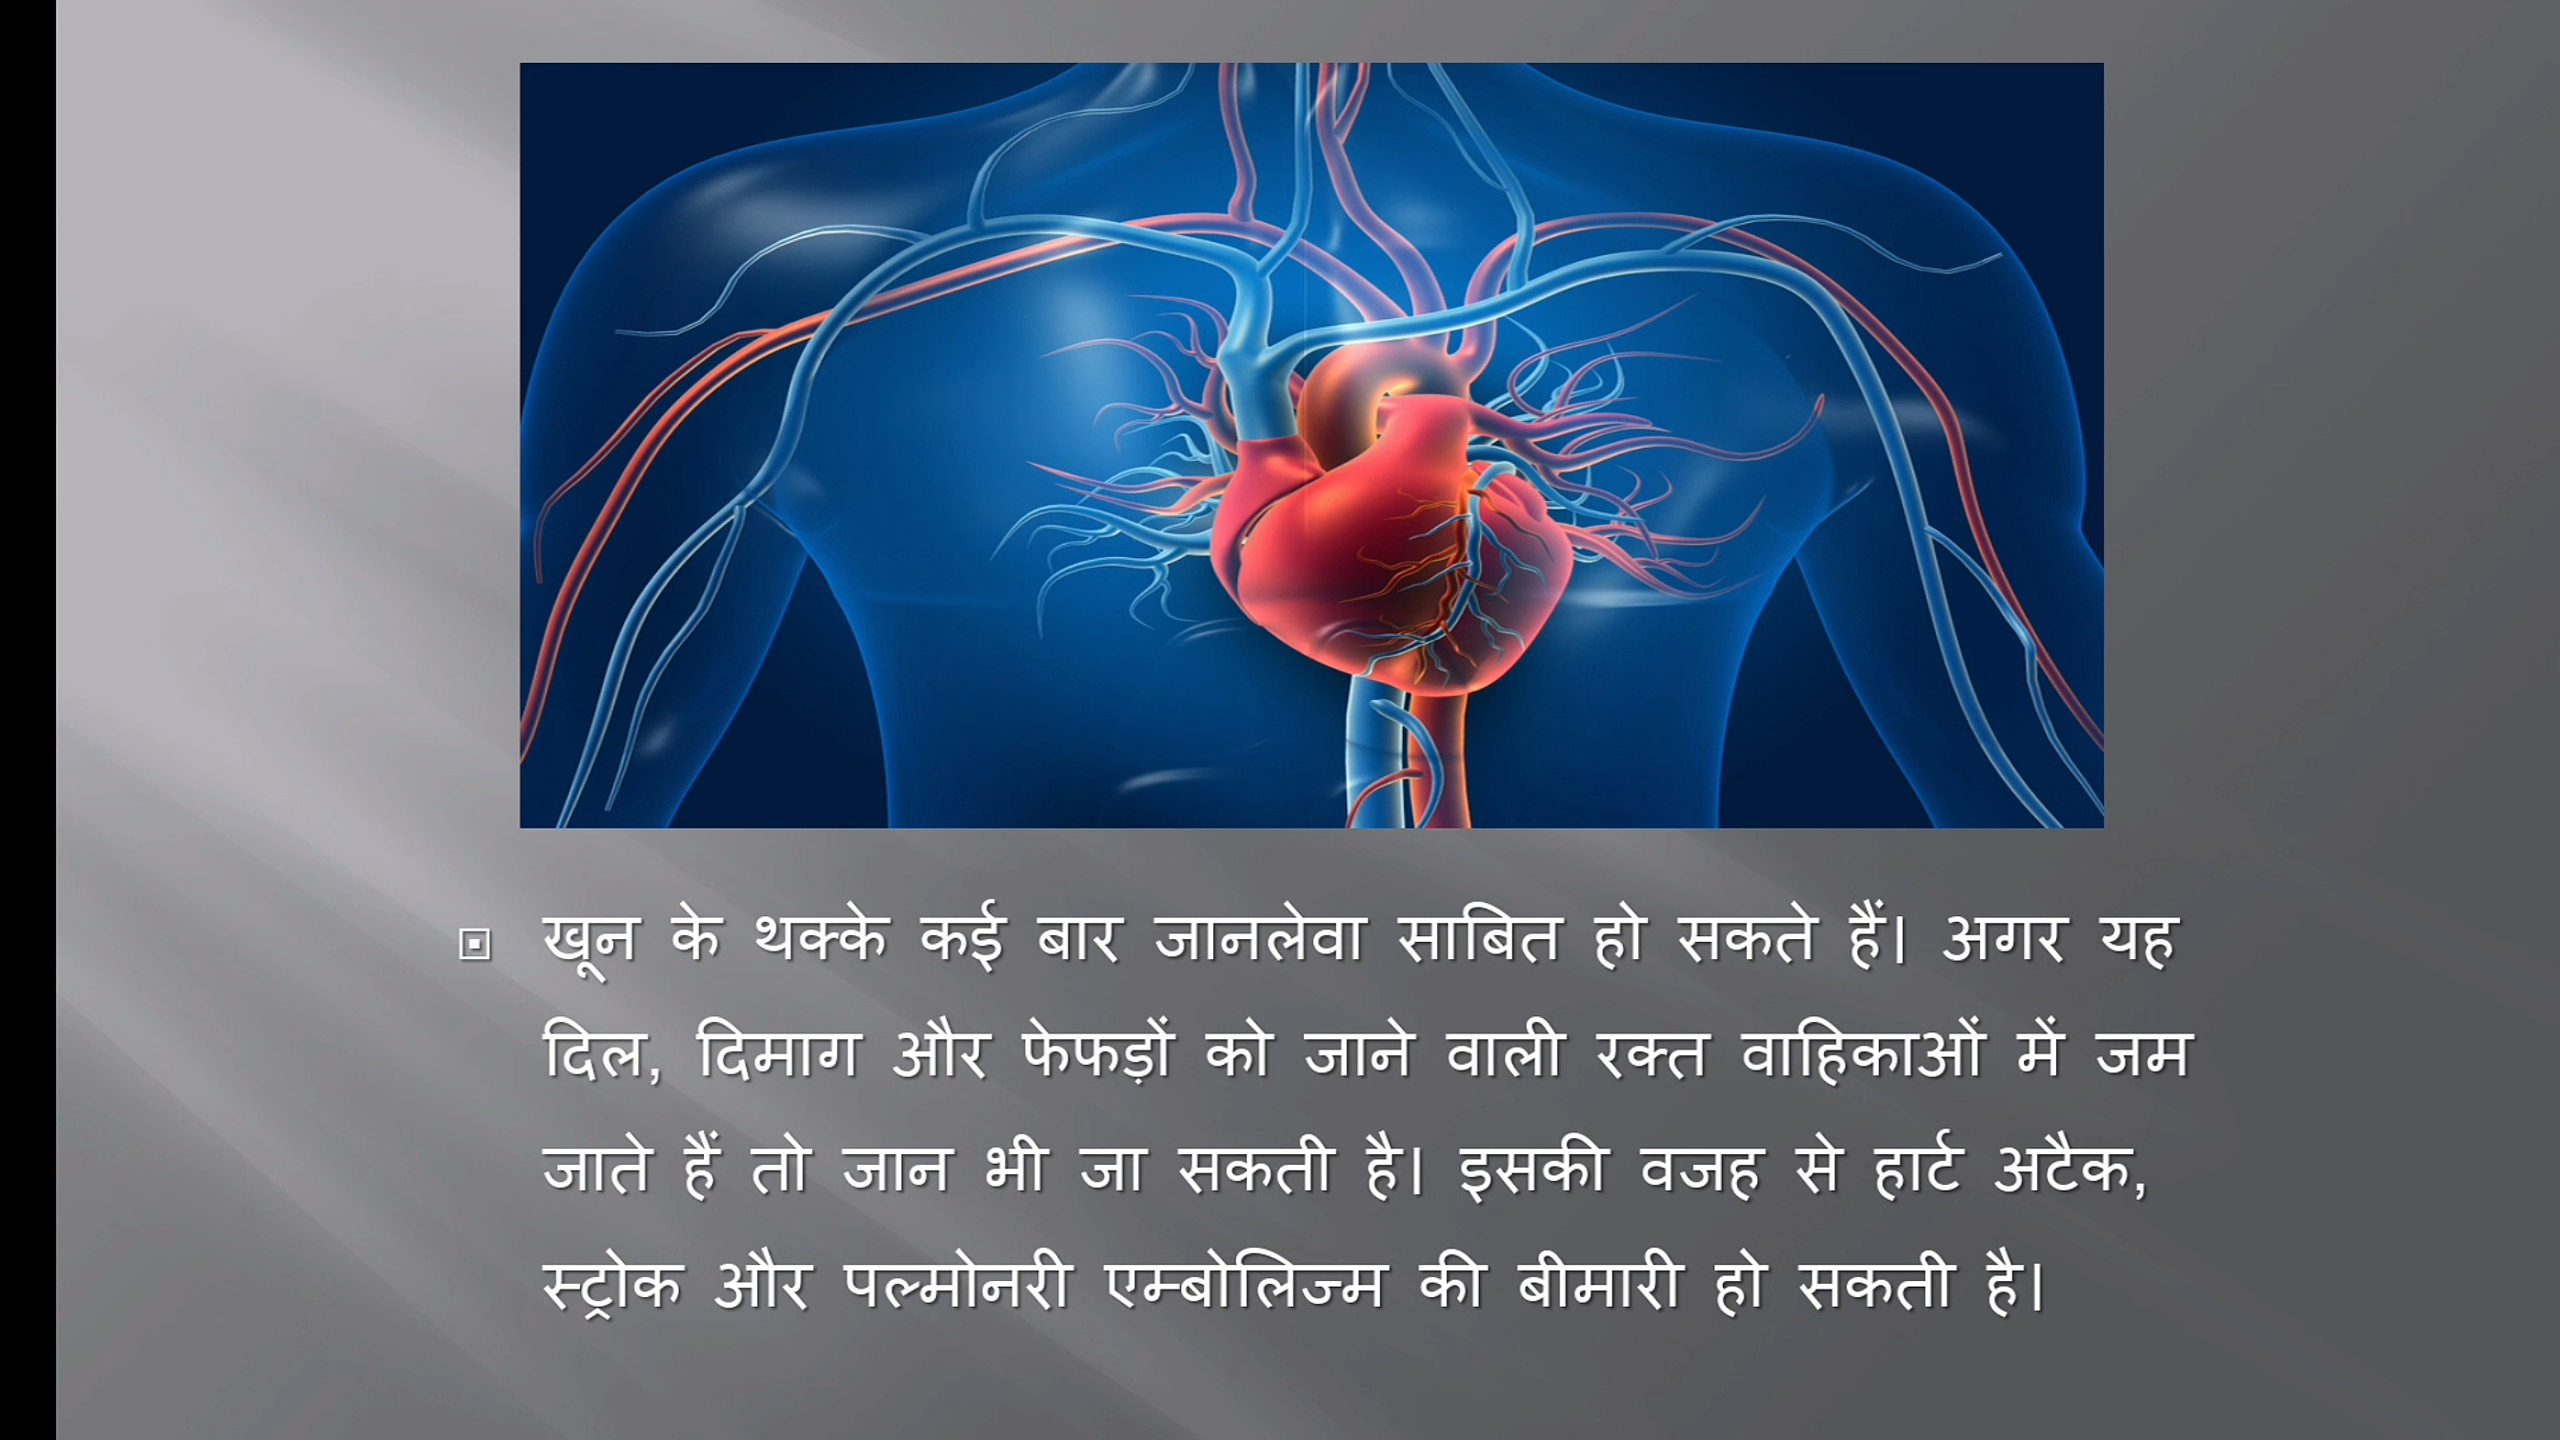 खून के थक्के कई बार जानलेवा साबित हो सकते हैं। अगर यह
दिल, दिमाग और फेफड़ों को जाने वाली रक्त वाहिकाओं में जम
जाते हैं तो जान भी जा सकती है। इसकी वजह से हार्ट अटैक,
स्ट्रोक और पल्मोनरी एम्बोलिज्म की बीमारी हो सकती है।